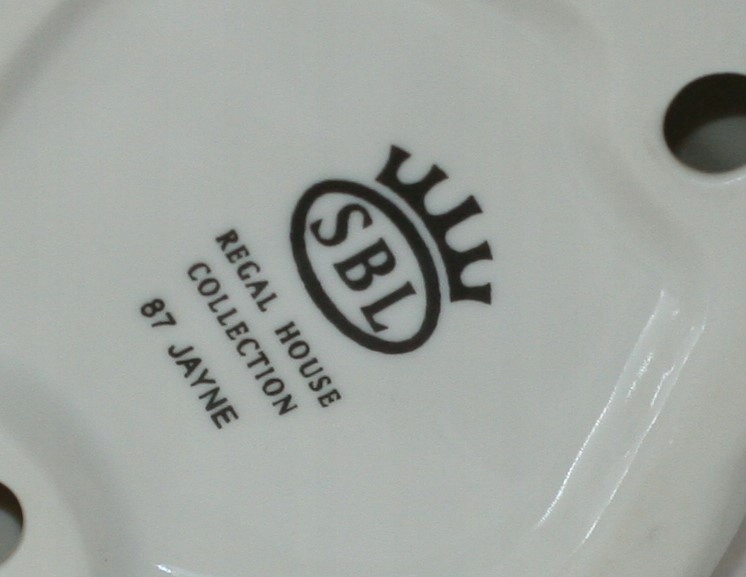 SBL
REGAL HOUSE
COLLECTION
87 JAYNE